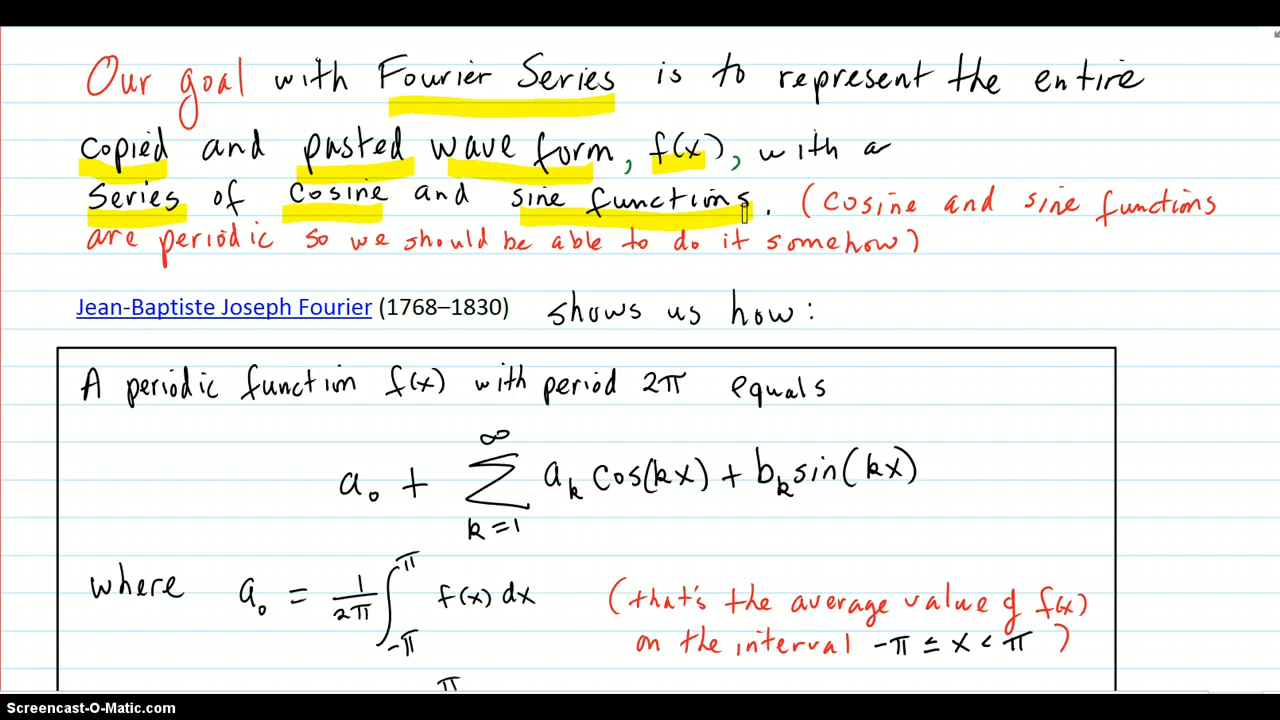 Our goal with Fourier Series is to represent the entire
copied and pasted wave form, f(x), with a
series of cosine and sine functions. (cosine and sine functions
are periodic so we should be able to do it somehow)
Jean-Baptiste Joseph Fourier (1768–1830) shows us how:
A periodic function f(x) with period 2π equals
a₀ + ∞ ∑ k=1 aₖ cos(kx) + bₖ sin(kx)
where a₀ = 1/2π ∫ π -π f(x) dx (that's the average value of f(x)
on the interval -π ≤ x < π)
π
Screencast-O-Matic.com